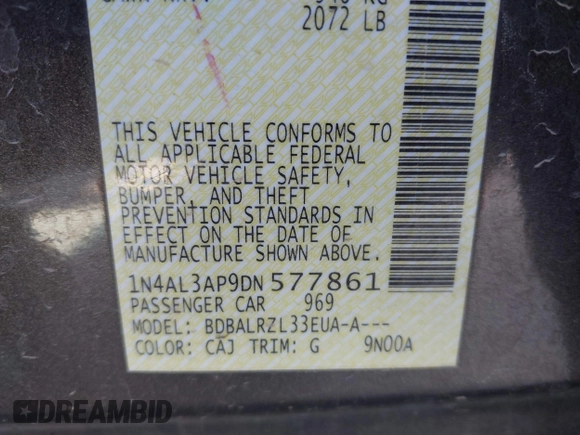 2072 LB
THIS VEHICLE CONFORMS TO
ALL APPLICABLE FEDERAL
MOTOR VEHICLE SAFETY,
BUMPER, AND THEFT
PREVENTION STANDARDS IN
EFFECT ON THE DATE OF
MANUFACTURE SHOWN ABOVE.
1N4AL3AP9DN577861
PASSENGER CAR 969
MODEL: BDBALRZL33EUA-A---
COLOR: CAJ TRIM: G 9N00A
DREAMBID